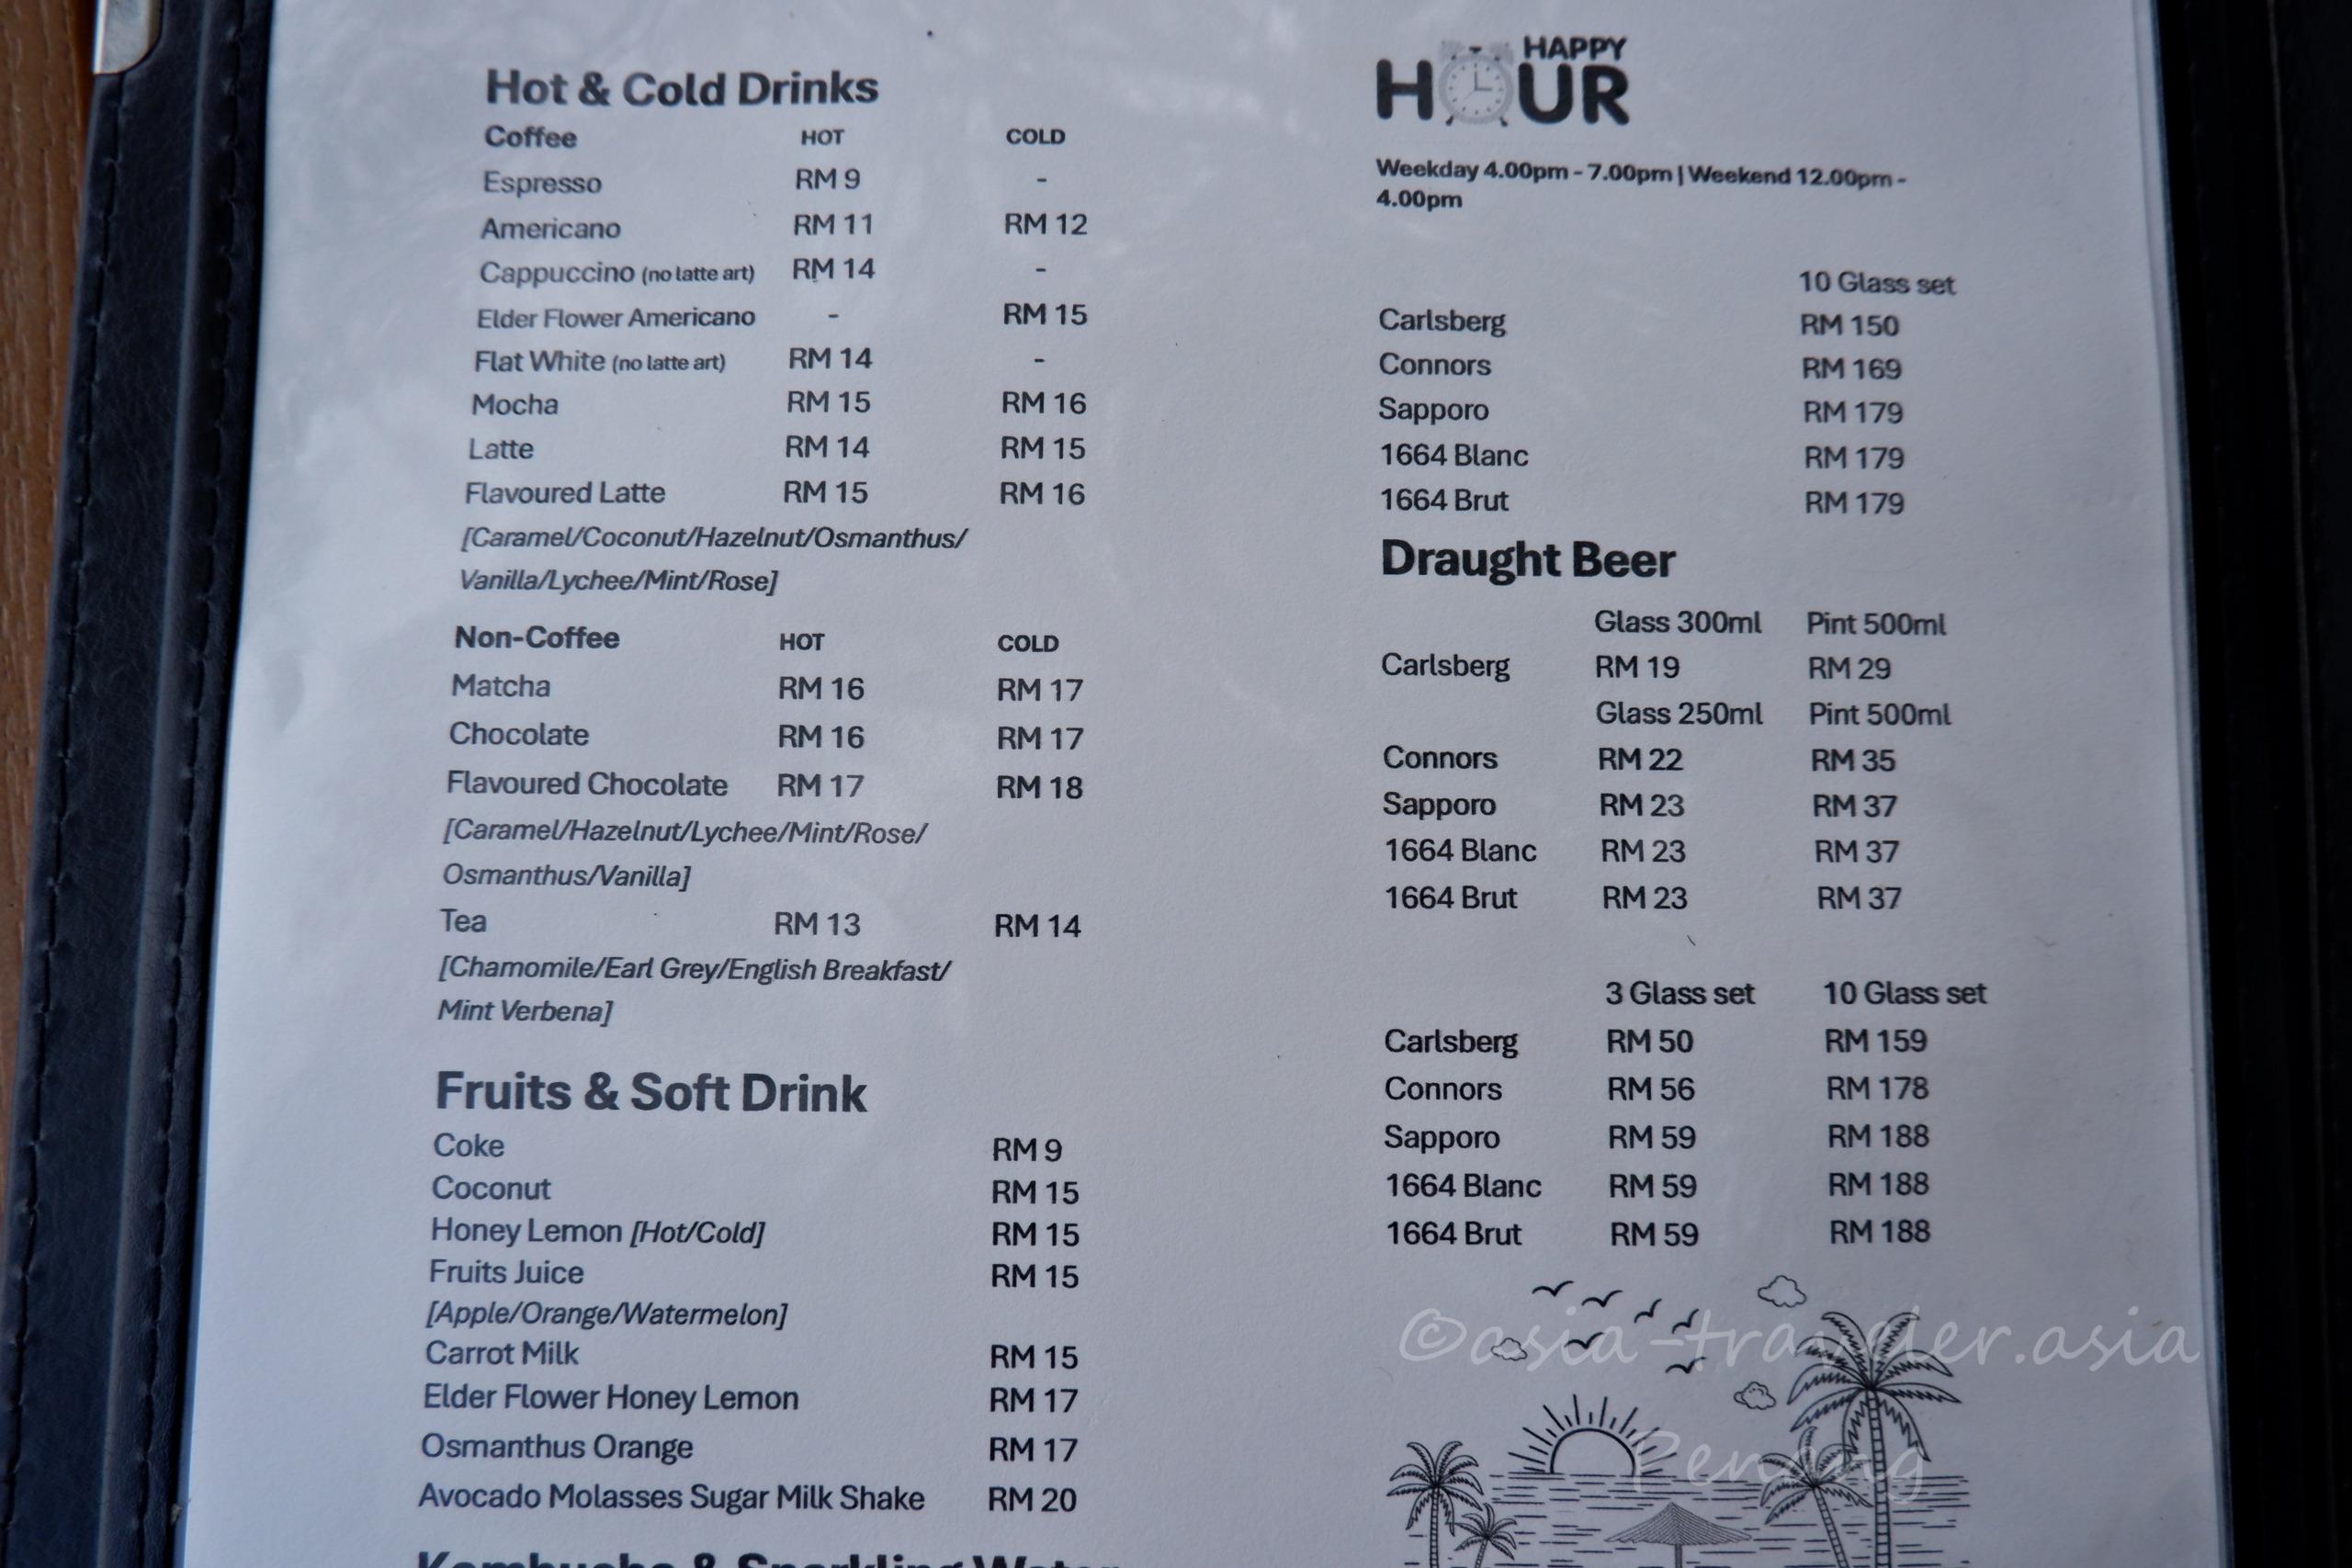 Hot & Cold Drinks
Coffee HOT COLD
Espresso RM 9 -
Americano RM 11 RM 12
Cappuccino (no latte art) RM 14 -
Elder Flower Americano - RM 15
Flat White (no latte art) RM 14 -
Mocha RM 15 RM 16
Latte RM 14 RM 15
Flavoured Latte RM 15 RM 16
[Caramel/Coconut/Hazelnut/Osmanthus/
Vanilla/Lychee/Mint/Rose]
Non-Coffee HOT COLD
Matcha RM 16 RM 17
Chocolate RM 16 RM 17
Flavoured Chocolate RM 17 RM 18
[Caramel/Hazelnut/Lychee/Mint/Rose/
Osmanthus/Vanilla]
Tea RM 13 RM 14
[Chamomile/Earl Grey/English Breakfast/
Mint Verbena]
Fruits & Soft Drink
Coke RM 9
Coconut RM 15
Honey Lemon [Hot/Cold] RM 15
Fruits Juice RM 15
[Apple/Orange/Watermelon]
Carrot Milk RM 15
Elder Flower Honey Lemon RM 17
Osmanthus Orange RM 17
Avocado Molasses Sugar Milk Shake RM 20
Kombucha & Sparkling Water
HAPPY
HOUR
Weekday 4.00pm - 7.00pm | Weekend 12.00pm -
4.00pm
10 Glass set
Carlsberg RM 150
Connors RM 169
Sapporo RM 179
1664 Blanc RM 179
1664 Brut RM 179
Draught Beer
Glass 300ml Pint 500ml
Carlsberg RM 19 RM 29
Glass 250ml Pint 500ml
Connors RM 22 RM 35
Sapporo RM 23 RM 37
1664 Blanc RM 23 RM 37
1664 Brut RM 23 RM 37
3 Glass set 10 Glass set
Carlsberg RM 50 RM 159
Connors RM 56 RM 178
Sapporo RM 59 RM 188
1664 Blanc RM 59 RM 188
1664 Brut RM 59 RM 188
©asia-traveler.asia
Penang